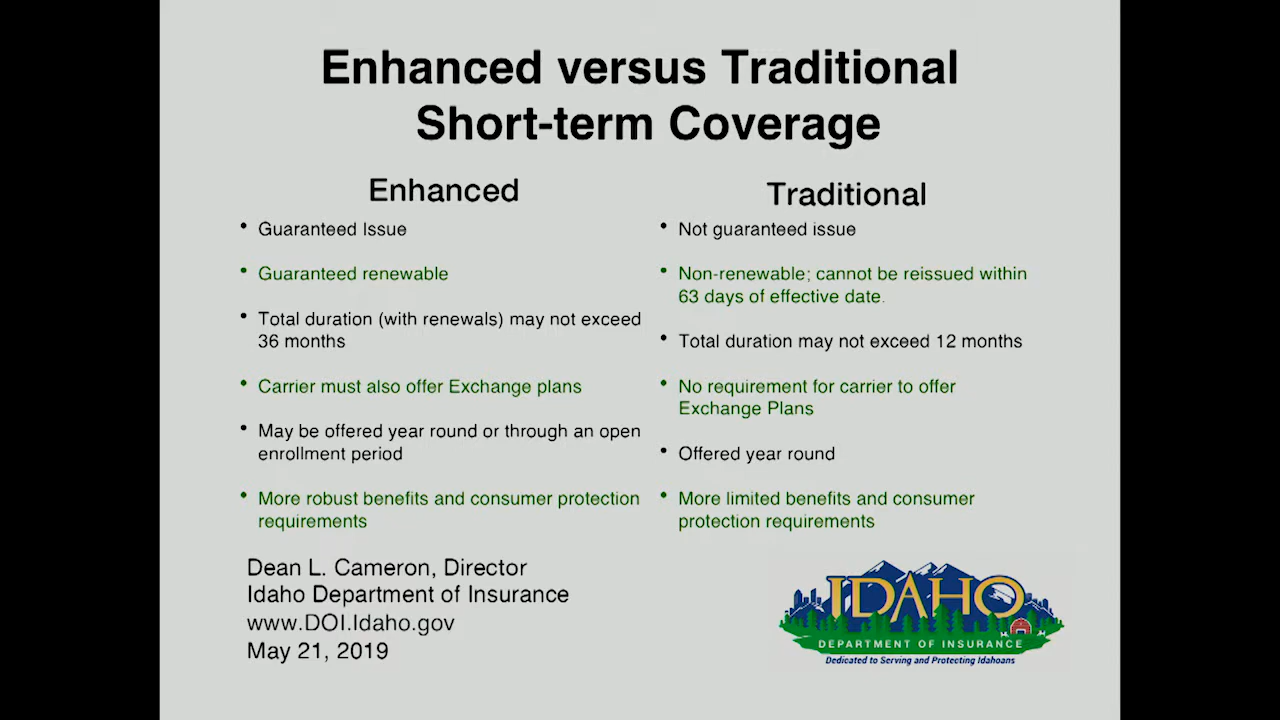 Enhanced versus Traditional
Short-term Coverage
Enhanced
• Guaranteed Issue
• Guaranteed renewable
• Total duration (with renewals) may not exceed
36 months
• Carrier must also offer Exchange plans
• May be offered year round or through an open
enrollment period
• More robust benefits and consumer protection
requirements
Traditional
• Not guaranteed issue
• Non-renewable; cannot be reissued within
63 days of effective date.
• Total duration may not exceed 12 months
• No requirement for carrier to offer
Exchange Plans
• Offered year round
• More limited benefits and consumer
protection requirements
Dean L. Cameron, Director
Idaho Department of Insurance
www.DOI.Idaho.gov
May 21, 2019
IDAHO
DEPARTMENT OF INSURANCE
Dedicated to Serving and Protecting Idahoans